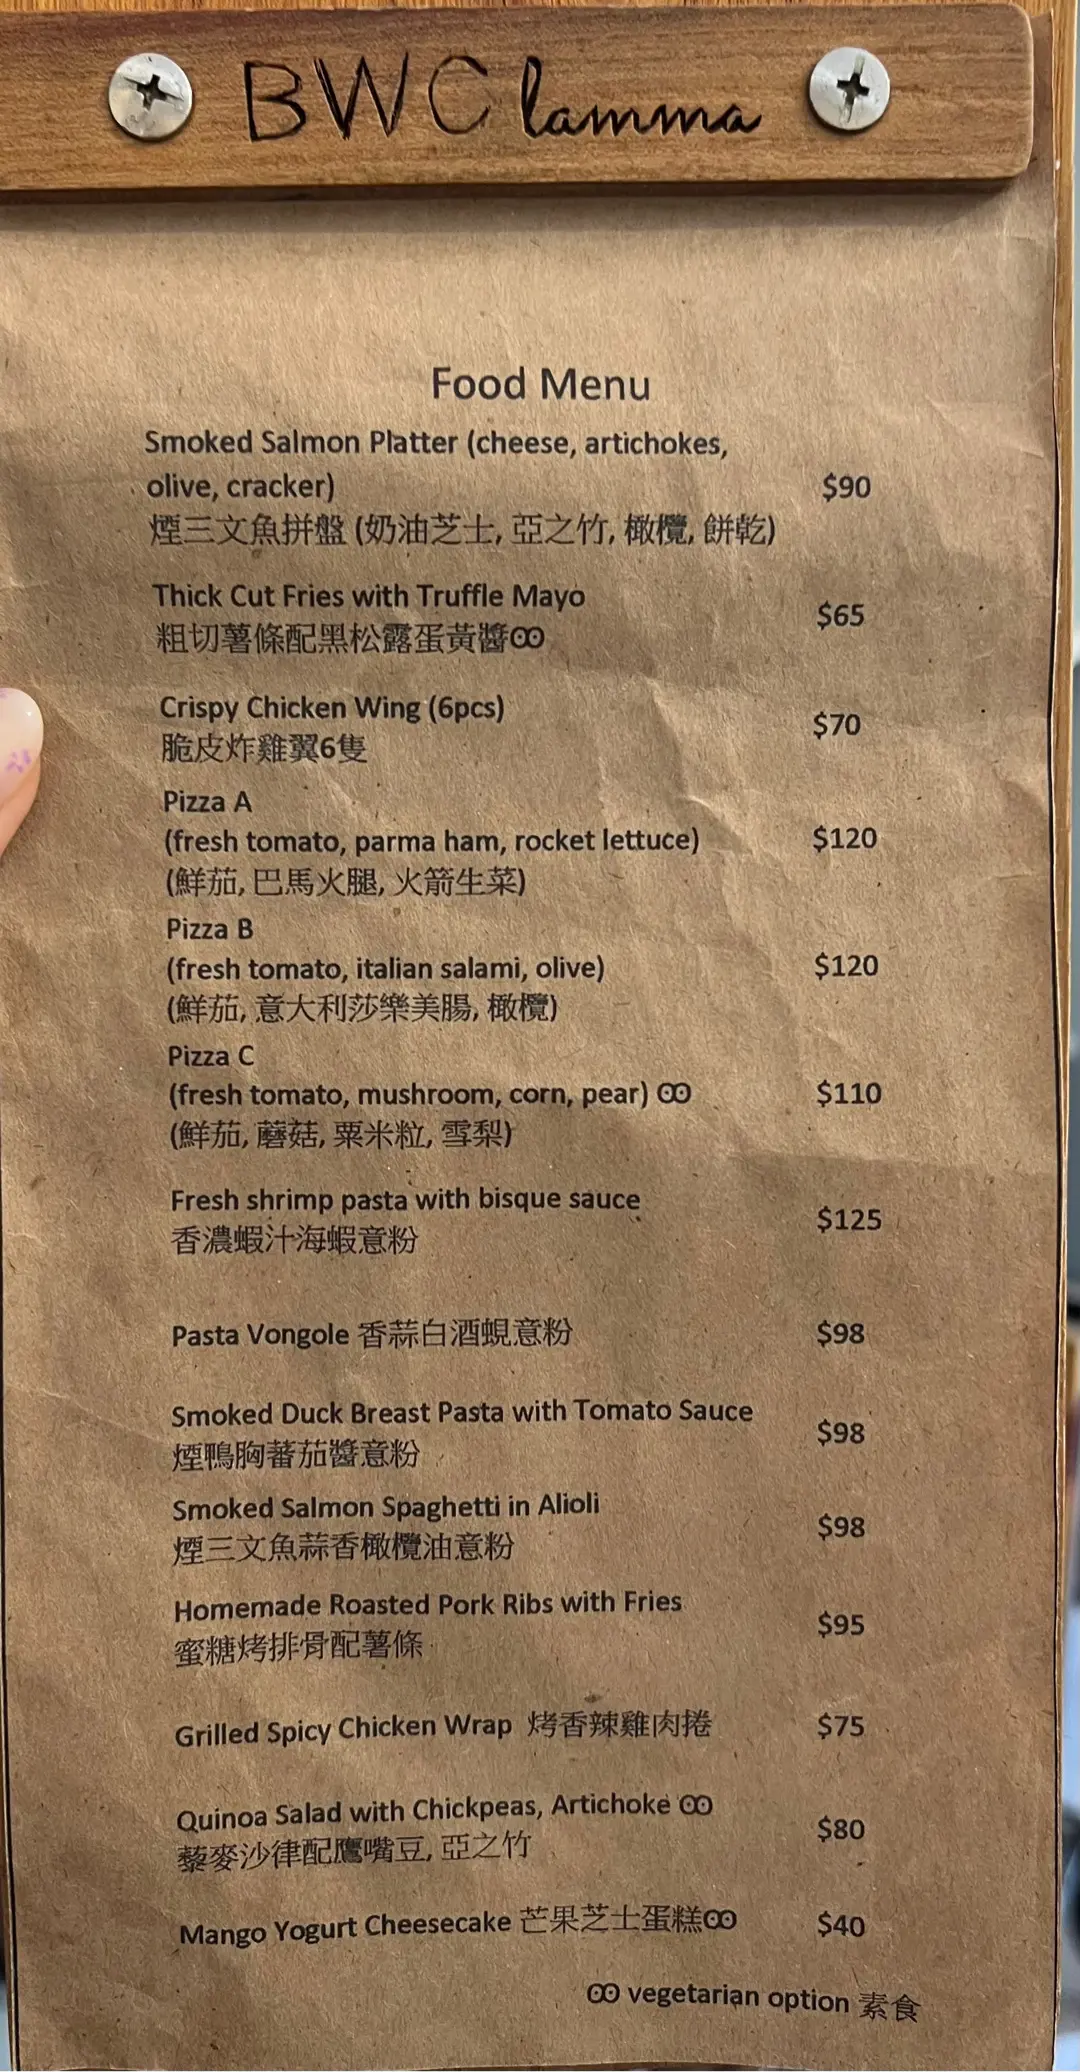 BWC lamma
Food Menu
Smoked Salmon Platter (cheese, artichokes,
olive, cracker) $90
煙三文魚拼盤 (奶油芝士, 亞之竹, 橄欖, 餅乾)
Thick Cut Fries with Truffle Mayo $65
粗切薯條配黑松露蛋黃醬ꝏ
Crispy Chicken Wing (6pcs) $70
脆皮炸雞翼6隻
Pizza A
(fresh tomato, parma ham, rocket lettuce) $120
(鮮茄, 巴馬火腿, 火箭生菜)
Pizza B
(fresh tomato, italian salami, olive) $120
(鮮茄, 意大利莎樂美腸, 橄欖)
Pizza C
(fresh tomato, mushroom, corn, pear) ꝏ $110
(鮮茄, 蘑菇, 粟米粒, 雪梨)
Fresh shrimp pasta with bisque sauce $125
香濃蝦汁海蝦意粉
Pasta Vongole 香蒜白酒蜆意粉 $98
Smoked Duck Breast Pasta with Tomato Sauce $98
煙鴨胸蕃茄醬意粉
Smoked Salmon Spaghetti in Alioli $98
煙三文魚蒜香橄欖油意粉
Homemade Roasted Pork Ribs with Fries $95
蜜糖烤排骨配薯條
Grilled Spicy Chicken Wrap 烤香辣雞肉捲 $75
Quinoa Salad with Chickpeas, Artichoke ꝏ $80
藜麥沙律配鷹嘴豆, 亞之竹
Mango Yogurt Cheesecake 芒果芝士蛋糕ꝏ $40
ꝏ vegetarian option 素食